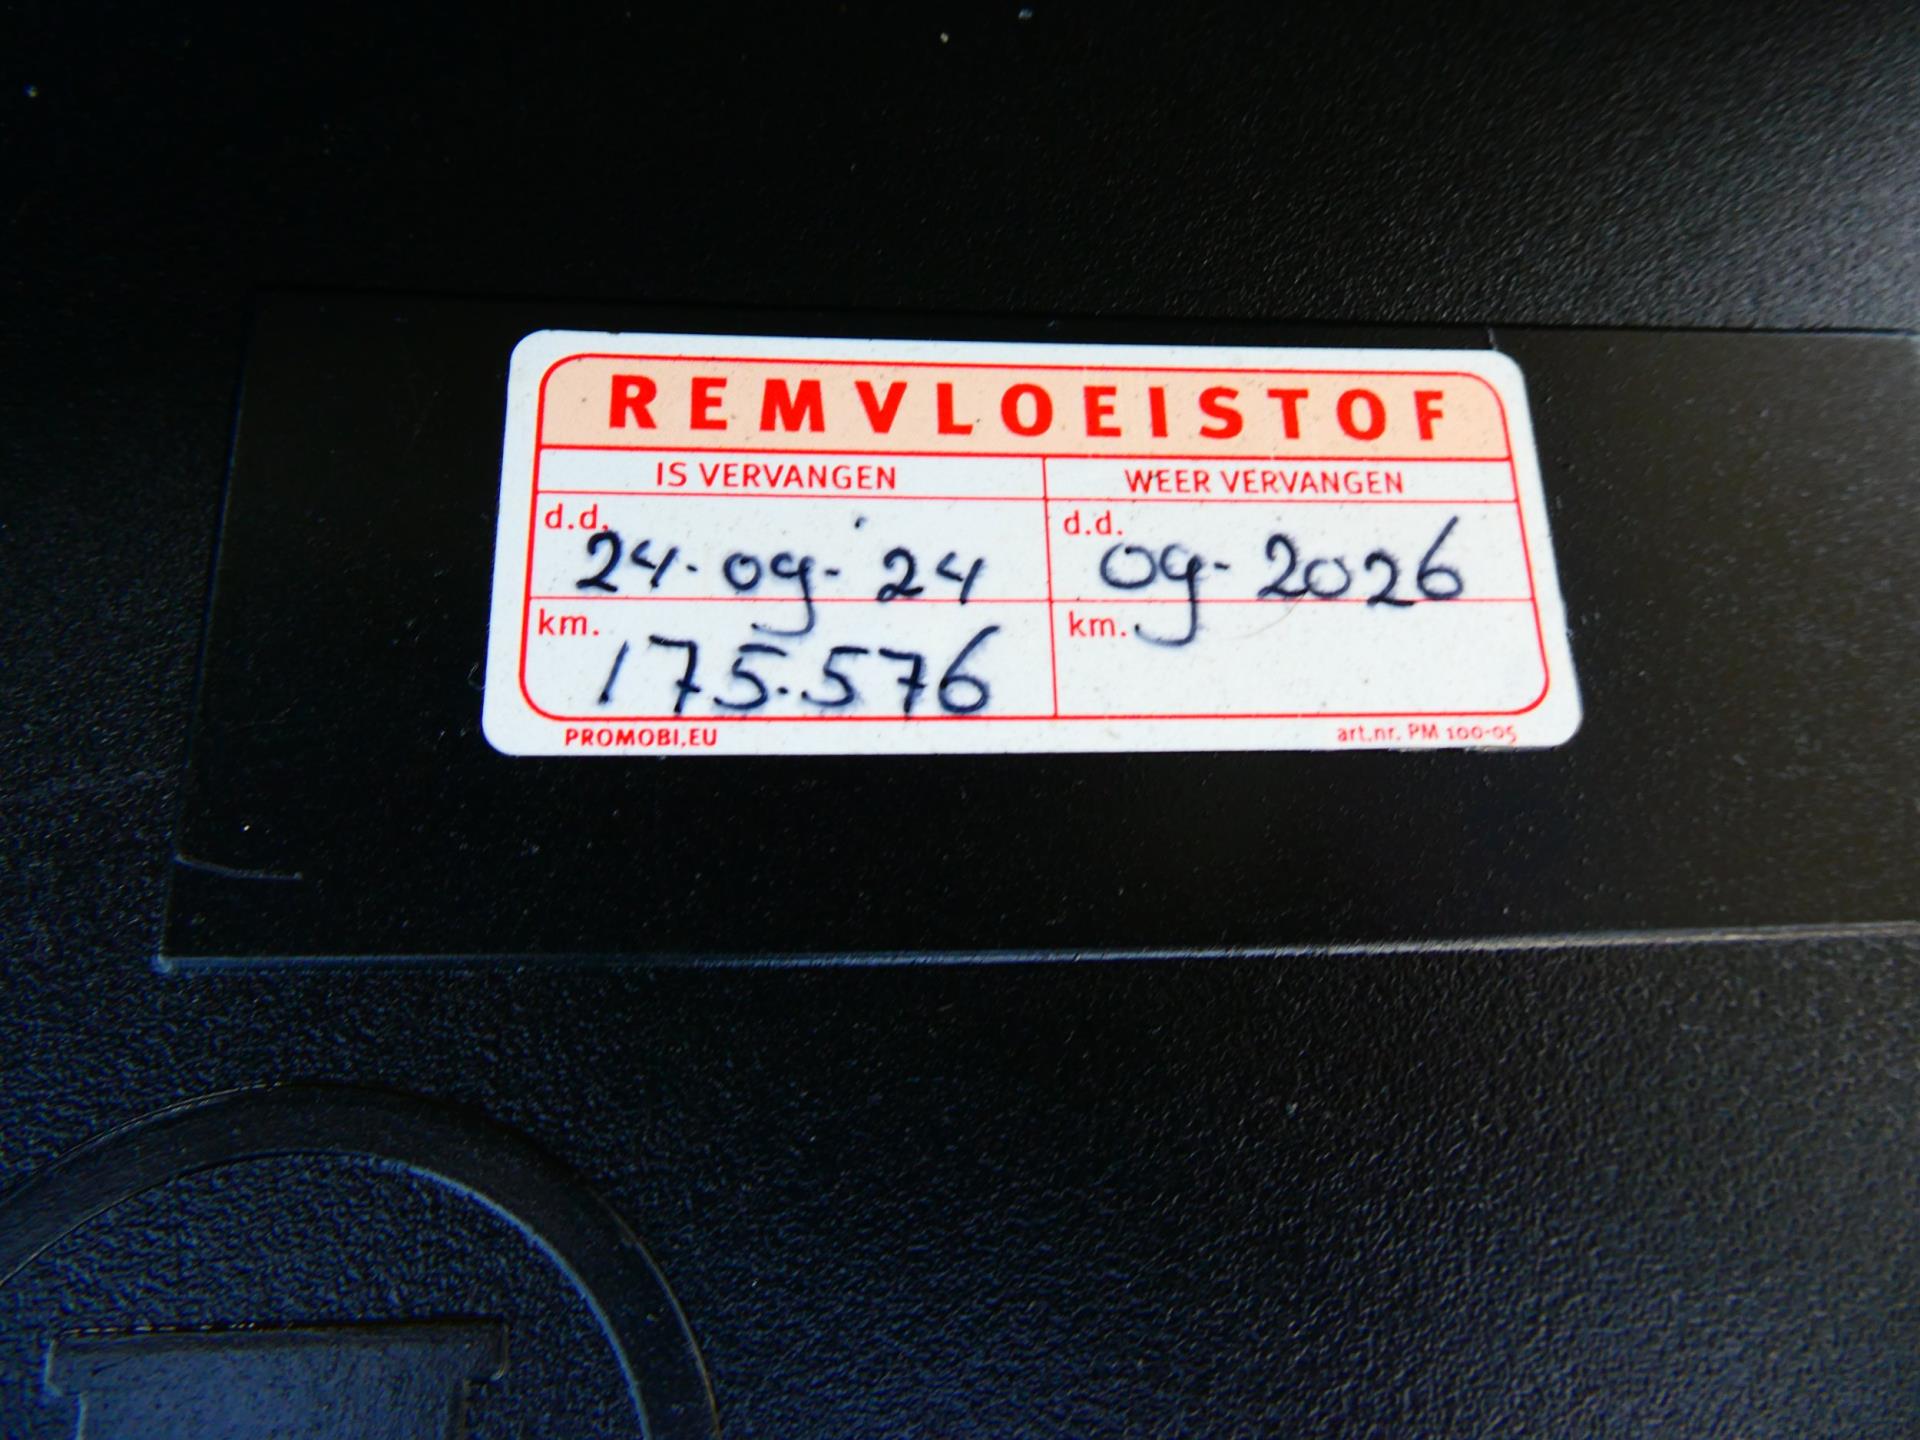 REMVLOEISTOF
IS VERVANGEN WEER VERVANGEN
d.d. 24-09-'24 d.d. 09-2026
km. 175.576 km.
PROMOBI.EU art.nr. PM 100-05